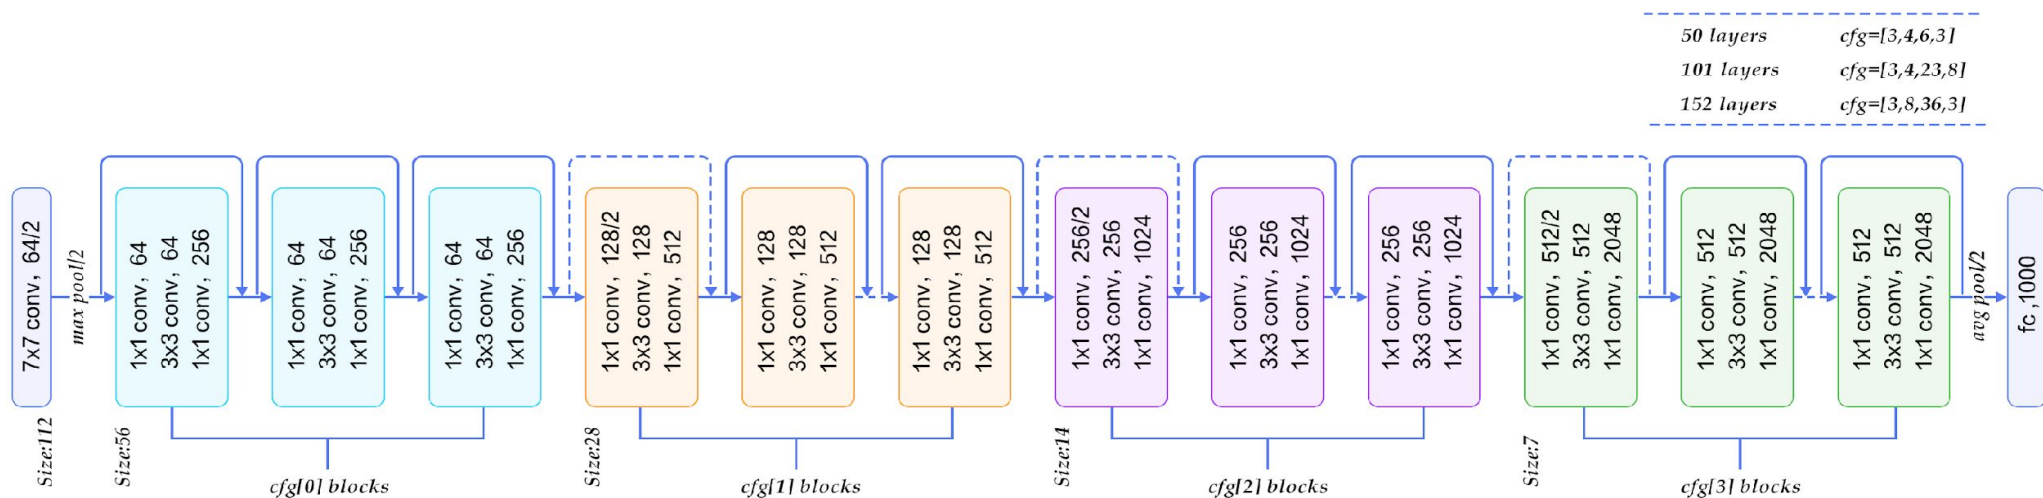 50 layers cfg=[3,4,6,3]
101 layers cfg=[3,4,23,8]
152 layers cfg=[3,8,36,3]
7x7 conv, 64/2
max pool/2
1x1 conv, 64
3x3 conv, 64
1x1 conv, 256
1x1 conv, 64
3x3 conv, 64
1x1 conv, 256
1x1 conv, 64
3x3 conv, 64
1x1 conv, 256
1x1 conv, 128/2
3x3 conv, 128
1x1 conv, 512
1x1 conv, 128
3x3 conv, 128
1x1 conv, 512
1x1 conv, 128
3x3 conv, 128
1x1 conv, 512
1x1 conv, 256/2
3x3 conv, 256
1x1 conv, 1024
1x1 conv, 256
3x3 conv, 256
1x1 conv, 1024
1x1 conv, 256
3x3 conv, 256
1x1 conv, 1024
1x1 conv, 512/2
3x3 conv, 512
1x1 conv, 2048
1x1 conv, 512
3x3 conv, 512
1x1 conv, 2048
1x1 conv, 512
3x3 conv, 512
1x1 conv, 2048
avg pool/2
fc ,1000
Size:112
Size:56
cfg[0] blocks
Size:28
cfg[1] blocks
Size:14
cfg[2] blocks
Size:7
cfg[3] blocks